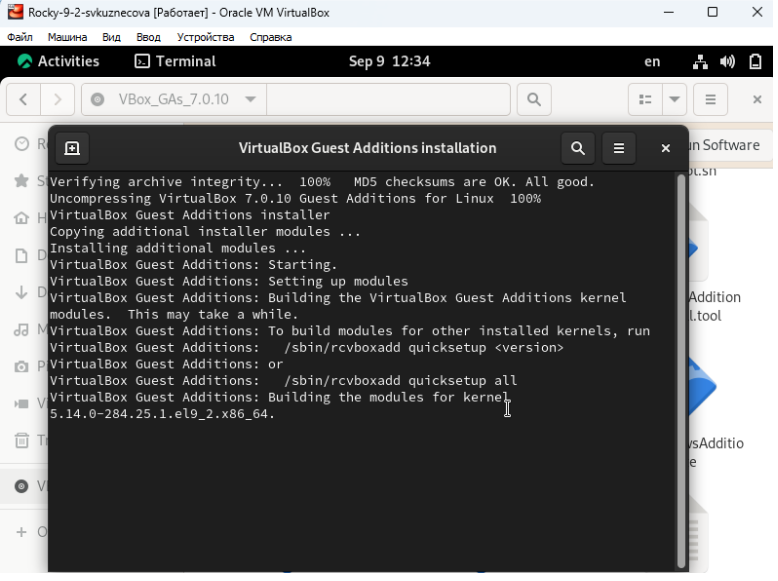 Rocky-9-2-svkuznecova [Работает] - Oracle VM VirtualBox
Файл Машина Вид Ввод Устройства Справка
Activities Terminal Sep 9 12:34 en
VBox_GAs_7.0.10
VirtualBox Guest Additions installation
Software
Verifying archive integrity... 100% MD5 checksums are OK. All good.
Uncompressing VirtualBox 7.0.10 Guest Additions for Linux 100%
VirtualBox Guest Additions installer
Copying additional installer modules ...
Installing additional modules ...
VirtualBox Guest Additions: Starting.
VirtualBox Guest Additions: Setting up modules
VirtualBox Guest Additions: Building the VirtualBox Guest Additions kernel
modules. This may take a while.
VirtualBox Guest Additions: To build modules for other installed kernels, run
VirtualBox Guest Additions: /sbin/rcvboxadd quicksetup <version>
VirtualBox Guest Additions: or
VirtualBox Guest Additions: /sbin/rcvboxadd quicksetup all
VirtualBox Guest Additions: Building the modules for kernel
5.14.0-284.25.1.el9_2.x86_64.
Addition
l.tool
wsAdditio
e